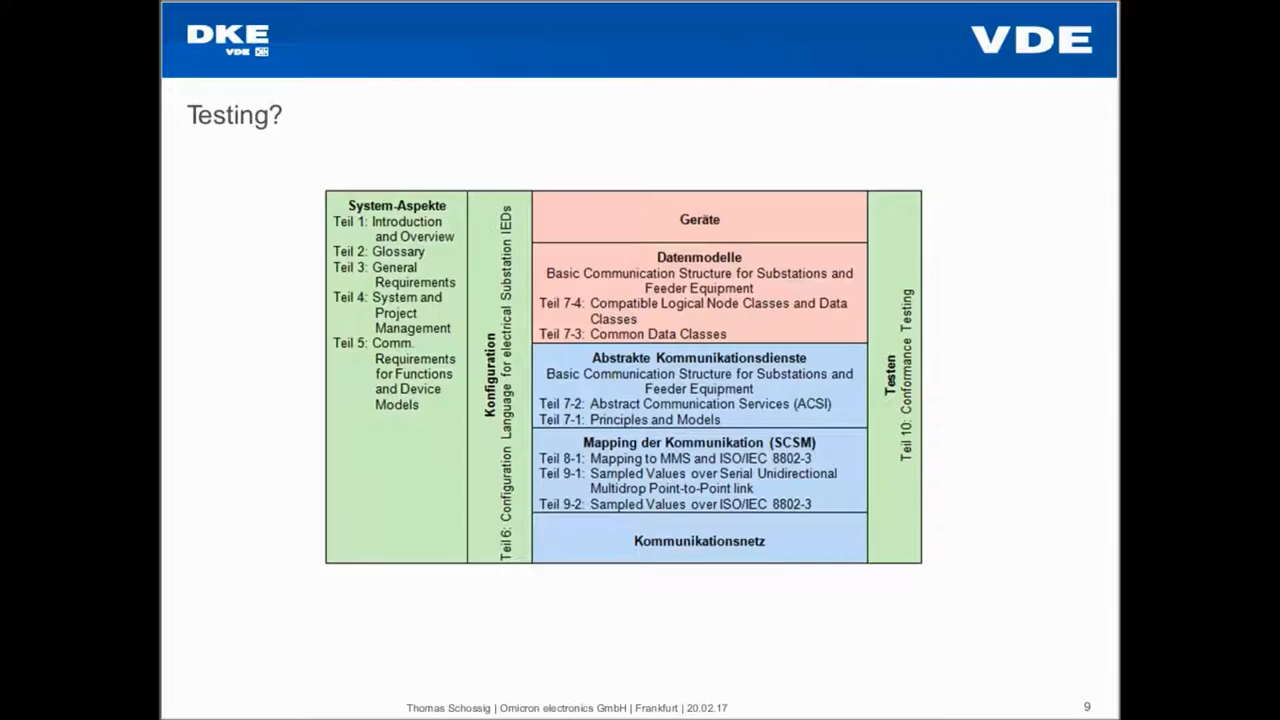 DKE
VDE DIN
VDE
Testing?
System-Aspekte
Teil 1: Introduction
and Overview
Teil 2: Glossary
Teil 3: General
Requirements
Teil 4: System and
Project
Management
Teil 5: Comm.
Requirements
for Functions
and Device
Models
Konfiguration
Teil 6: Configuration Language for electrical Substation IEDs
Geräte
Datenmodelle
Basic Communication Structure for Substations and
Feeder Equipment
Teil 7-4: Compatible Logical Node Classes and Data
Classes
Teil 7-3: Common Data Classes
Abstrakte Kommunikationsdienste
Basic Communication Structure for Substations and
Feeder Equipment
Teil 7-2: Abstract Communication Services (ACSI)
Teil 7-1: Principles and Models
Mapping der Kommunikation (SCSM)
Teil 8-1: Mapping to MMS and ISO/IEC 8802-3
Teil 9-1: Sampled Values over Serial Unidirectional
Multidrop Point-to-Point link
Teil 9-2: Sampled Values over ISO/IEC 8802-3
Kommunikationsnetz
Testen
Teil 10: Conformance Testing
Thomas Schossig | Omicron electronics GmbH | Frankfurt | 20.02.17
9